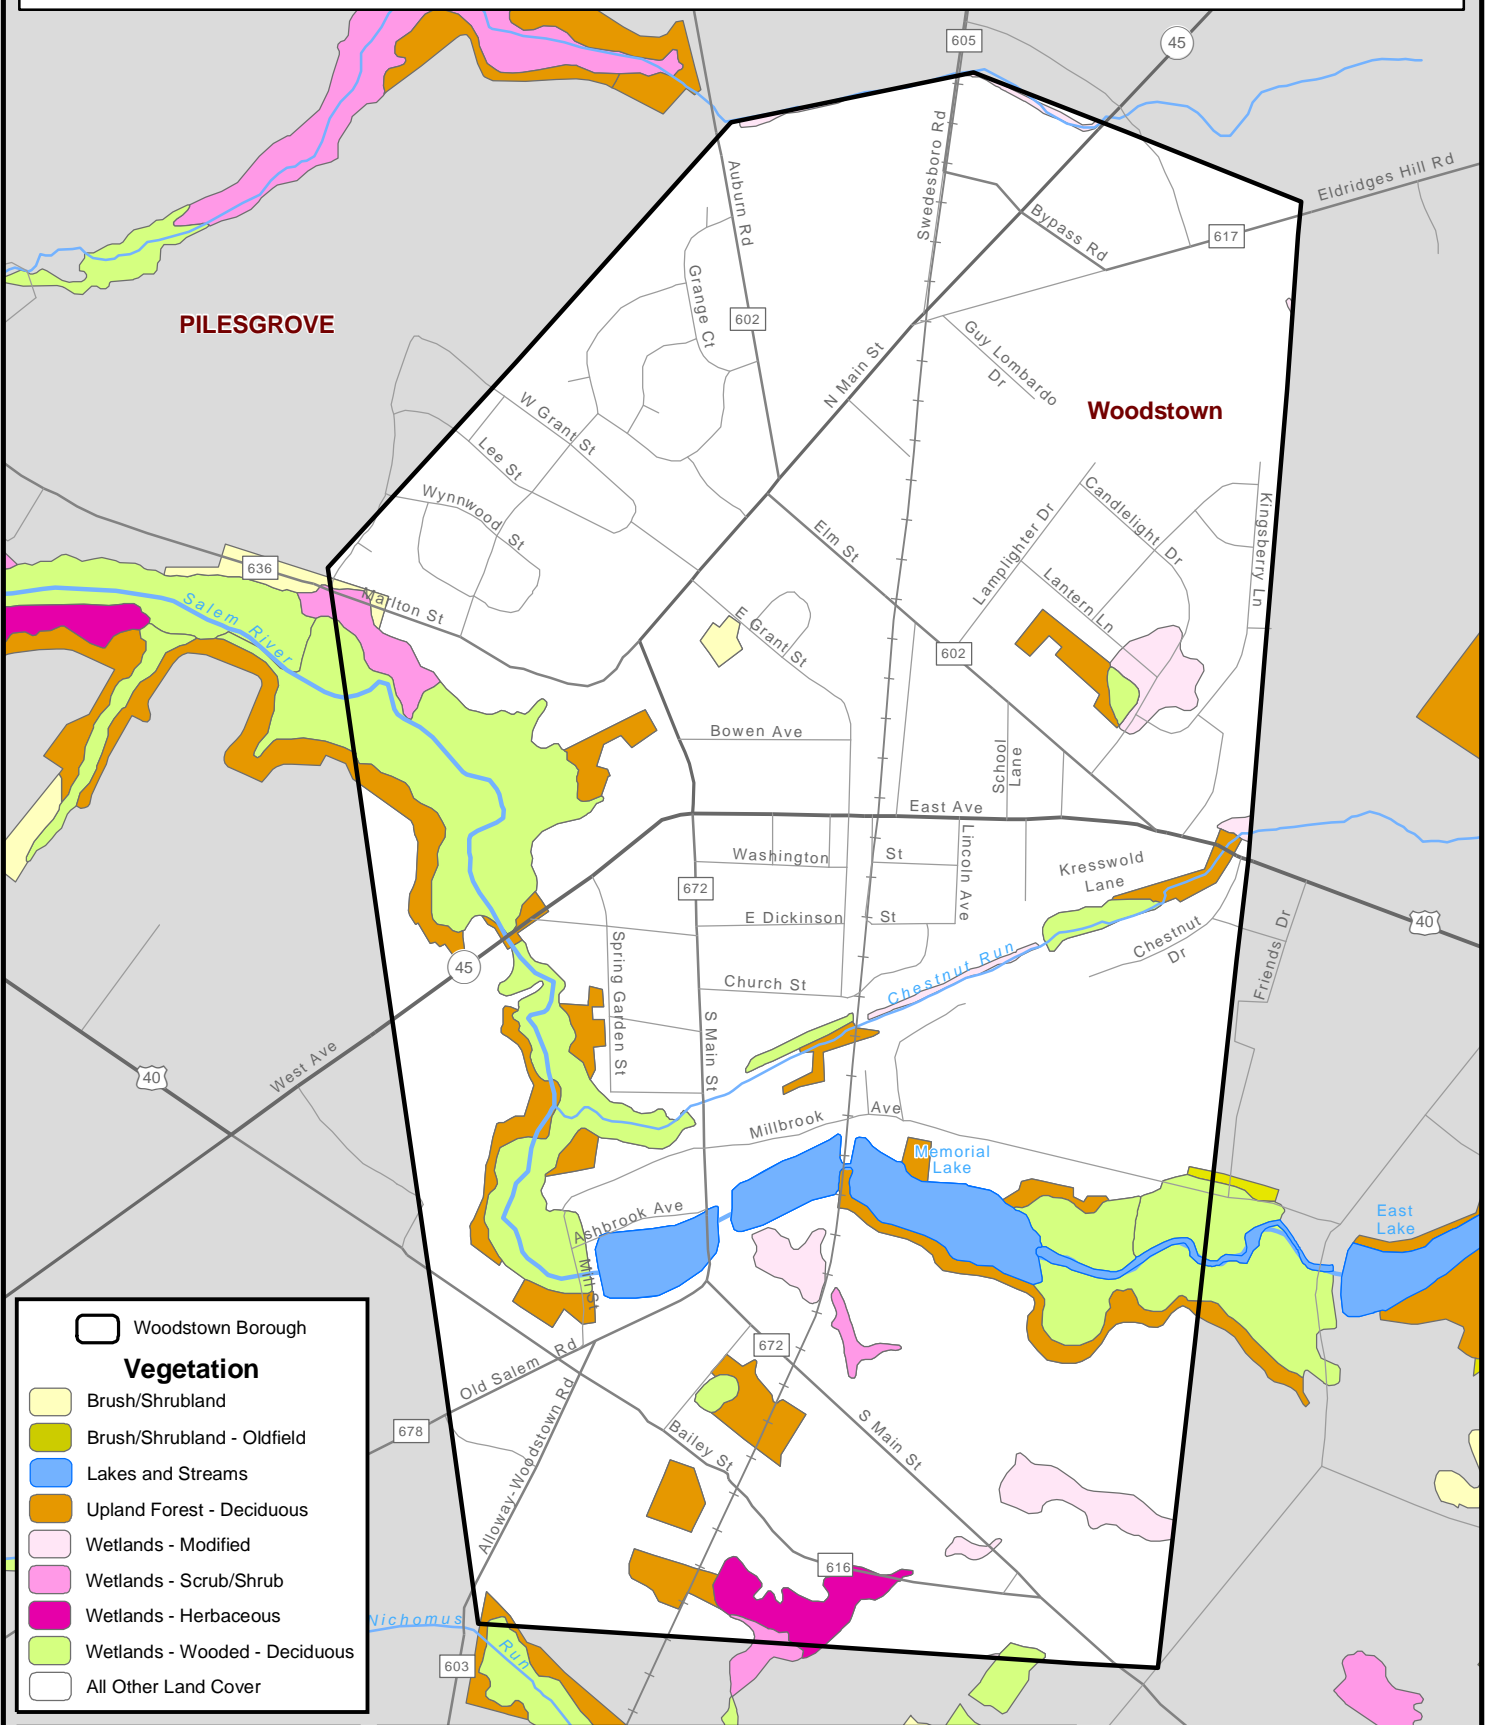 605
45
Eldridges Hill Rd
Swedesboro Rd
Auburn Rd
Bypass Rd
617
Grange Ct
PILESGROVE
602
Guy Lombardo
Dr
N Main St
Woodstown
W Grant St
Lee St
Wynnwood St
Elm St
Candlelight Dr
Lamplighter Dr
Kingsberry Ln
636
Marlton St
Lantern Ln
Salem River
E Grant St
602
Bowen Ave
School
Lane
East Ave
Washington St
Lincoln Ave
Kresswold
Lane
672
E Dickinson St
40
Chestnut
Dr
Friends Dr
45
Spring Garden St
Chestnut Run
Church St
S Main St
40
West Ave
Millbrook Ave
Memorial
Lake
Ashbrook Ave
East
Lake
Mill St
672
Old Salem Rd
678
Alloway-Woodstown Rd
Bailey St
S Main St
616
Nichomus Run
603
Woodstown Borough
Vegetation
Brush/Shrubland
Brush/Shrubland - Oldfield
Lakes and Streams
Upland Forest - Deciduous
Wetlands - Modified
Wetlands - Scrub/Shrub
Wetlands - Herbaceous
Wetlands - Wooded - Deciduous
All Other Land Cover